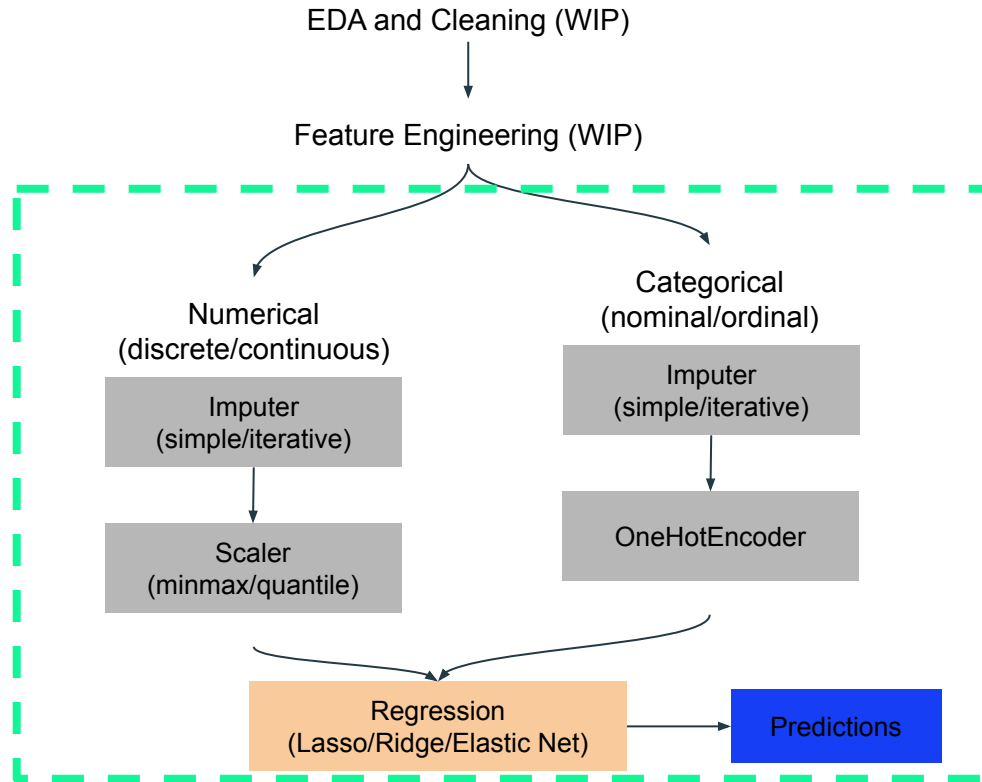 EDA and Cleaning (WIP)
Feature Engineering (WIP)
Numerical
(discrete/continuous)
Imputer
(simple/iterative)
Scaler
(minmax/quantile)
Categorical
(nominal/ordinal)
Imputer
(simple/iterative)
OneHotEncoder
Regression
(Lasso/Ridge/Elastic Net)
Predictions